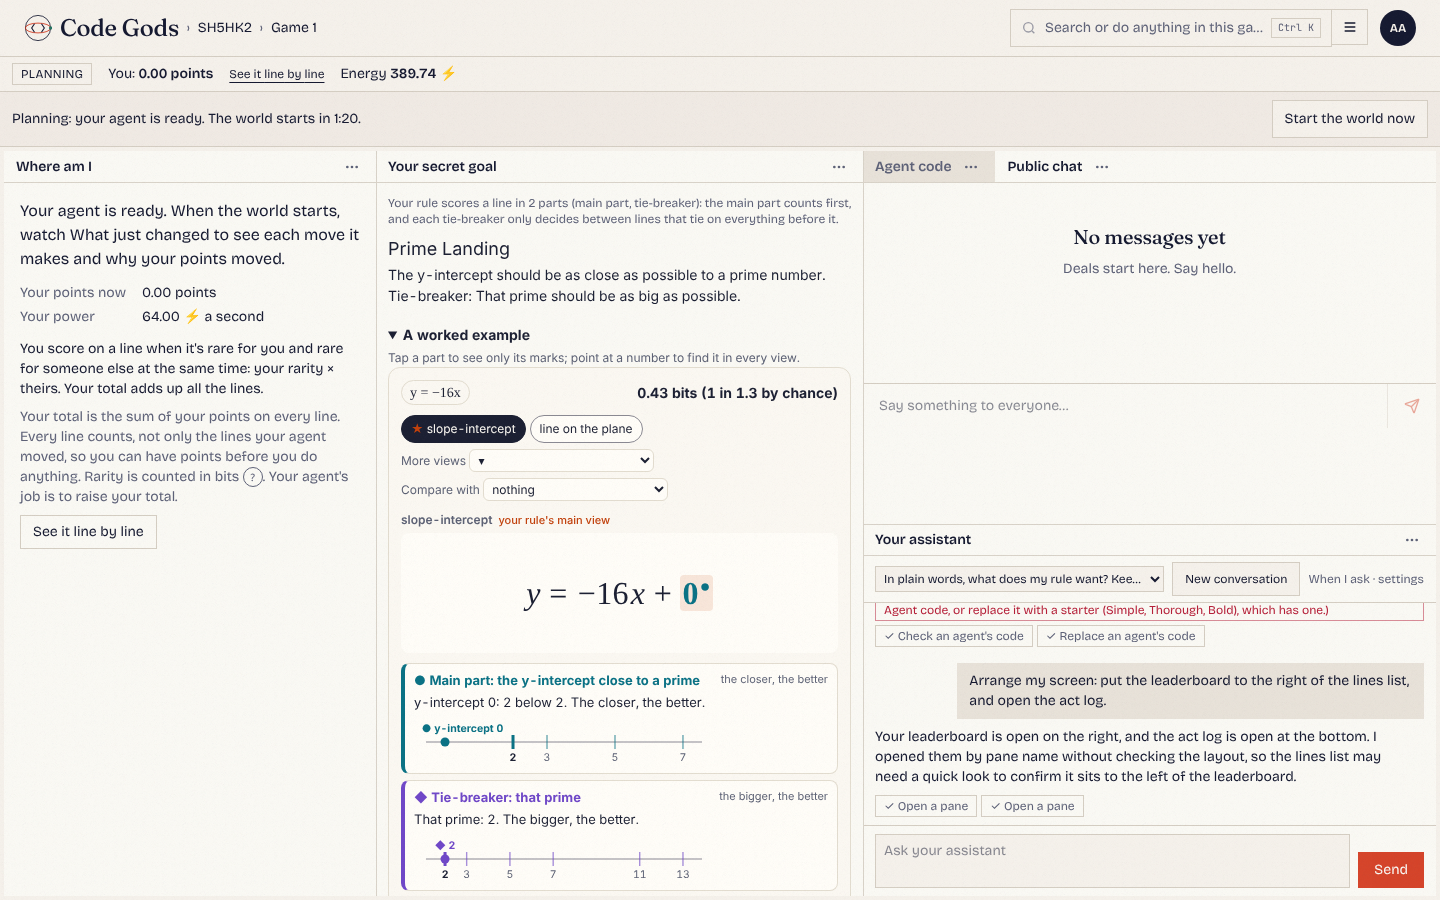 Code Gods › SH5HK2 › Game 1
Search or do anything in this ga... Ctrl K
AA
PLANNING You: 0.00 points See it line by line Energy 389.74 ⚡
Planning: your agent is ready. The world starts in 1:20.
Start the world now
Where am I ...
Your agent is ready. When the world starts,
watch What just changed to see each move it
makes and why your points moved.
Your points now 0.00 points
Your power 64.00 ⚡ a second
You score on a line when it's rare for you and rare
for someone else at the same time: your rarity ×
theirs. Your total adds up all the lines.
Your total is the sum of your points on every line.
Every line counts, not only the lines your agent
moved, so you can have points before you do
anything. Rarity is counted in bits ?. Your agent's
job is to raise your total.
See it line by line
Your secret goal ...
Your rule scores a line in 2 parts (main part, tie-breaker): the main part counts first,
and each tie-breaker only decides between lines that tie on everything before it.
Prime Landing
The y-intercept should be as close as possible to a prime number.
Tie-breaker: That prime should be as big as possible.
▼ A worked example
Tap a part to see only its marks; point at a number to find it in every view.
y = −16x 0.43 bits (1 in 1.3 by chance)
★ slope-intercept line on the plane
More views ▾
Compare with nothing
slope-intercept your rule's main view
y = −16x + 0
● Main part: the y-intercept close to a prime the closer, the better
y-intercept 0: 2 below 2. The closer, the better.
● y-intercept 0
2 3 5 7
◆ Tie-breaker: that prime the bigger, the better
That prime: 2. The bigger, the better.
◆ 2
2 3 5 7 11 13
Agent code ... Public chat ...
No messages yet
Deals start here. Say hello.
Say something to everyone...
Your assistant ...
In plain words, what does my rule want? Kee... New conversation When I ask · settings
Agent code, or replace it with a starter (Simple, Thorough, Bold), which has one.)
✓ Check an agent's code ✓ Replace an agent's code
Arrange my screen: put the leaderboard to the right of the lines list,
and open the act log.
Your leaderboard is open on the right, and the act log is open at the bottom. I
opened them by pane name without checking the layout, so the lines list may
need a quick look to confirm it sits to the left of the leaderboard.
✓ Open a pane ✓ Open a pane
Ask your assistant
Send